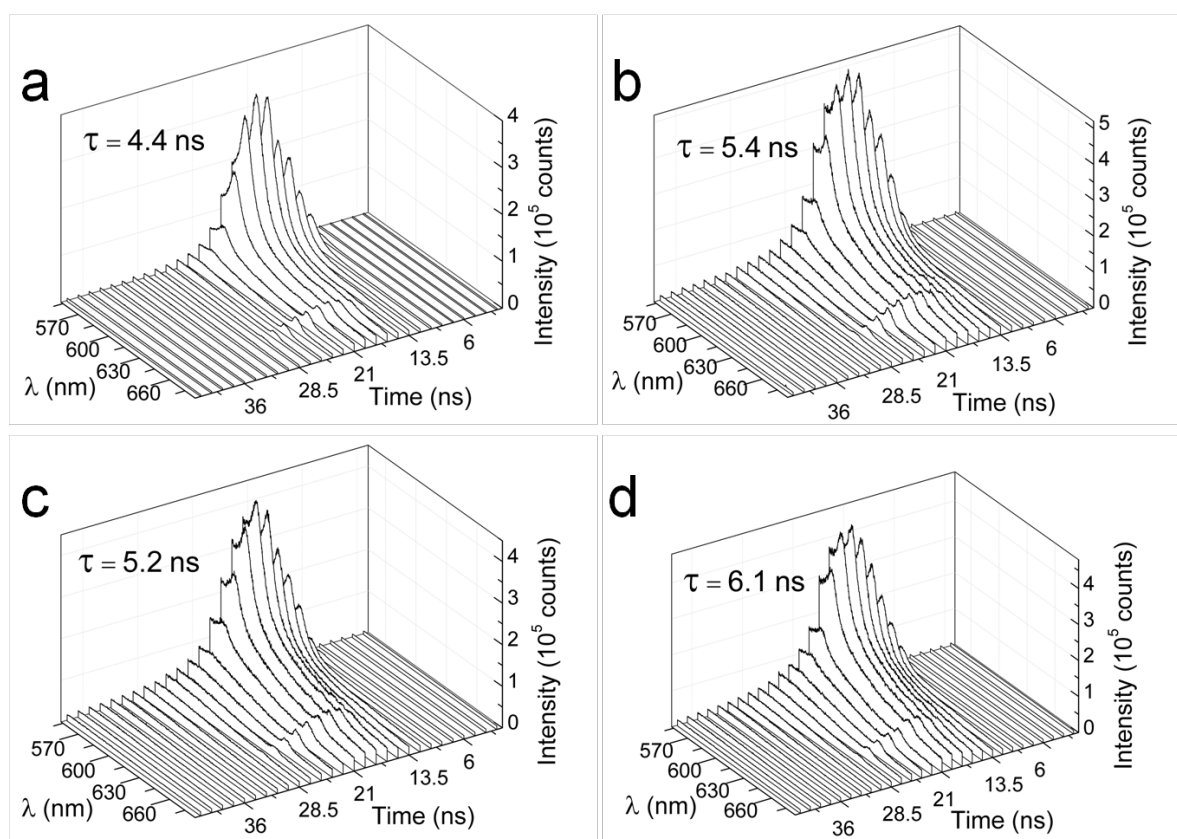 a
τ = 4.4 ns
4
3
2
1
0
Intensity (10⁵ counts)
570
600
630
660
λ (nm)
36
28.5
21
13.5
6
Time (ns)
b
τ = 5.4 ns
5
4
3
2
1
0
Intensity (10⁵ counts)
570
600
630
660
λ (nm)
36
28.5
21
13.5
6
Time (ns)
c
τ = 5.2 ns
4
3
2
1
0
Intensity (10⁵ counts)
570
600
630
660
λ (nm)
36
28.5
21
13.5
6
Time (ns)
d
τ = 6.1 ns
4
3
2
1
0
Intensity (10⁵ counts)
570
600
630
660
λ (nm)
36
28.5
21
13.5
6
Time (ns)